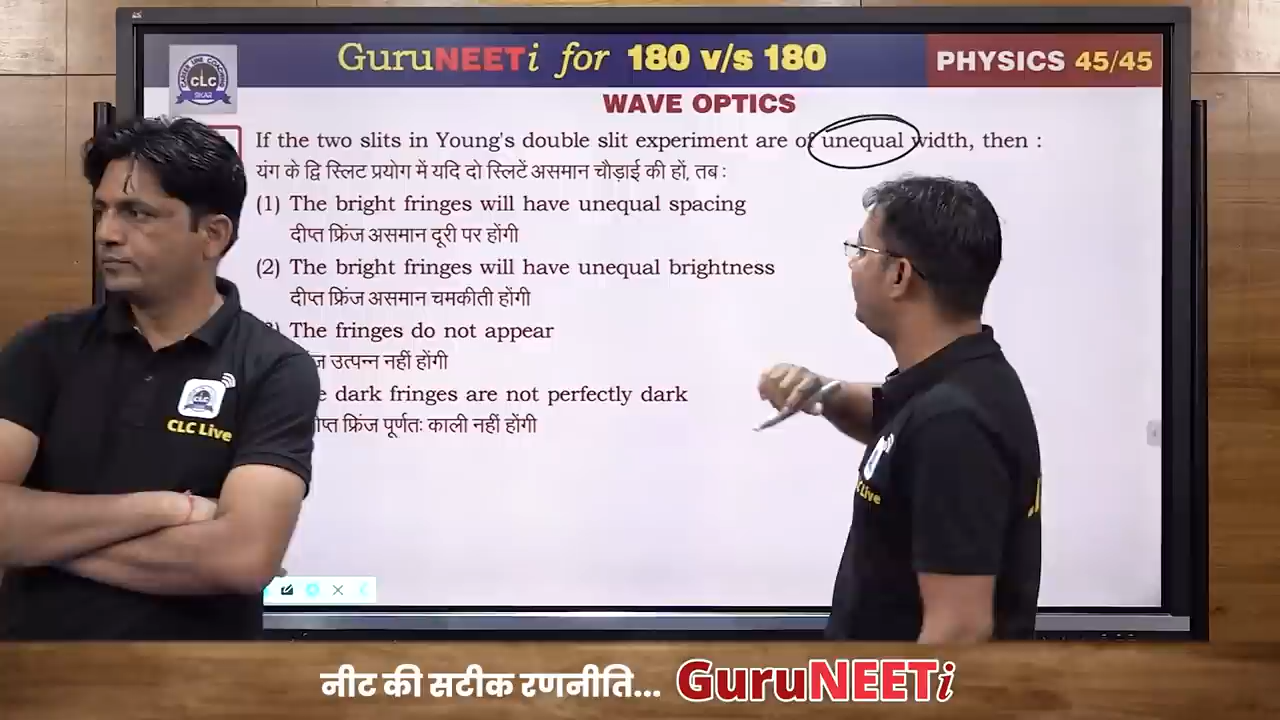 GuruNEETi for 180 v/s 180
PHYSICS 45/45
CLC
SIKAR
WAVE OPTICS
If the two slits in Young's double slit experiment are of unequal width, then :
यंग के द्वि स्लिट प्रयोग में यदि दो स्लिटें असमान चौड़ाई की हों, तब :
(1) The bright fringes will have unequal spacing
दीप्त फ्रिंज असमान दूरी पर होंगी
(2) The bright fringes will have unequal brightness
दीप्त फ्रिंज असमान चमकीती होंगी
The fringes do not appear
उत्पन्न नहीं होंगी
dark fringes are not perfectly dark
फ्रिंज पूर्णतः काली नहीं होंगी
CLC
CLC Live
Live
नीट की सटीक रणनीति... GuruNEETi